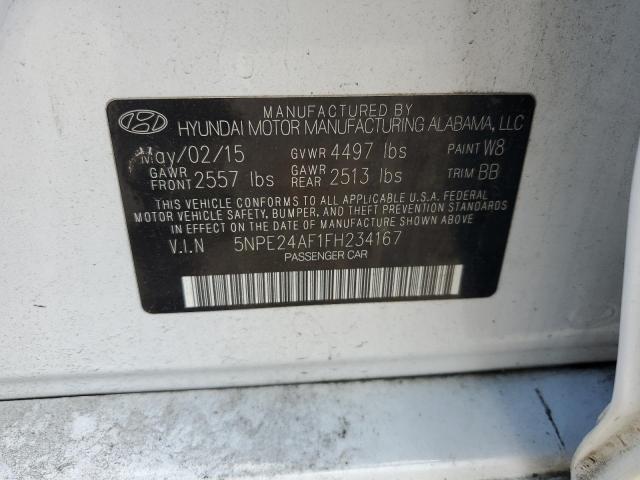 MANUFACTURED BY
HYUNDAI MOTOR MANUFACTURING ALABAMA, LLC
May/02/15 GVWR 4497 lbs PAINT W8
GAWR FRONT 2557 lbs GAWR REAR 2513 lbs TRIM BB
THIS VEHICLE CONFORMS TO ALL APPLICABLE U.S.A. FEDERAL
MOTOR VEHICLE SAFETY, BUMPER, AND THEFT PREVENTION STANDARDS
IN EFFECT ON THE DATE OF MANUFACTURE SHOWN ABOVE.
V.I.N 5NPE24AF1FH234167
PASSENGER CAR